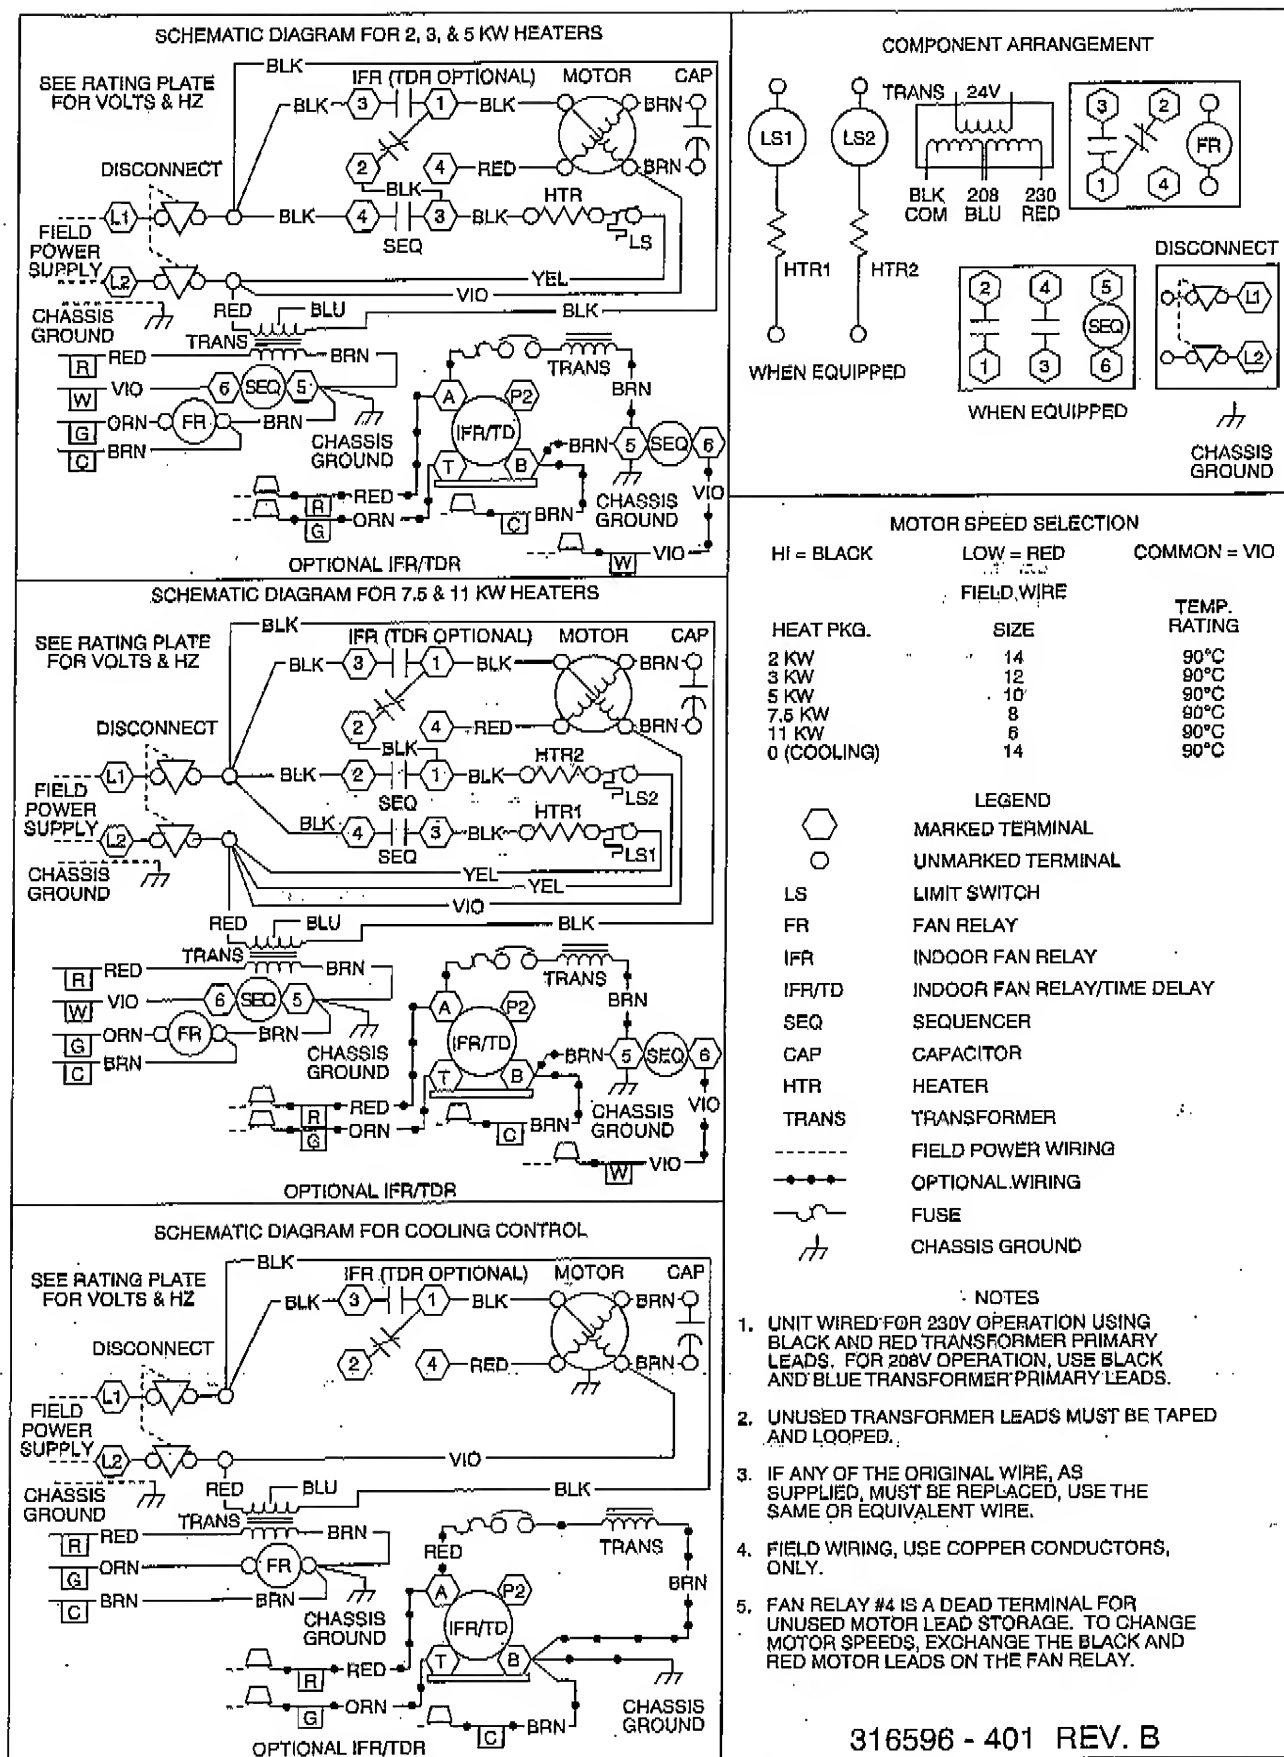 SCHEMATIC DIAGRAM FOR 2, 3, & 5 KW HEATERS
SEE RATING PLATE
FOR VOLTS & HZ
BLK
IFR (TDR OPTIONAL)
MOTOR
CAP
BLK 3 1 BLK BRN
DISCONNECT
2 4 RED BRN
BLK
HTR
L1 BLK 4 3 BLK
SEQ
LS
FIELD
POWER
SUPPLY
L2
YEL
VIO
CHASSIS
GROUND
RED BLU BLK
TRANS
R RED BRN
W VIO 6 SEQ 5
G ORN FR BRN
C BRN
CHASSIS
GROUND
TRANS
BRN
A P2
IFR/TD
T B
BRN 5 SEQ 6
CHASSIS
GROUND
VIO
R RED
G ORN
C BRN
W VIO
OPTIONAL IFR/TDR
SCHEMATIC DIAGRAM FOR 7.5 & 11 KW HEATERS
SEE RATING PLATE
FOR VOLTS & HZ
BLK
IFR (TDR OPTIONAL)
MOTOR
CAP
BLK 3 1 BLK BRN
DISCONNECT
2 4 RED BRN
BLK
HTR2
L1 BLK 2 1 BLK
SEQ
LS2
FIELD
POWER
SUPPLY
HTR1
BLK 4 3 BLK
SEQ
LS1
L2
YEL
YEL
VIO
CHASSIS
GROUND
RED BLU BLK
TRANS
R RED BRN
W VIO 6 SEQ 5
G ORN FR BRN
C BRN
CHASSIS
GROUND
TRANS
BRN
A P2
IFR/TD
T B
BRN 5 SEQ 6
CHASSIS
GROUND
VIO
R RED
G ORN
C BRN
W VIO
OPTIONAL IFR/TDR
SCHEMATIC DIAGRAM FOR COOLING CONTROL
SEE RATING PLATE
FOR VOLTS & HZ
BLK
IFR (TDR OPTIONAL)
MOTOR
CAP
BLK 3 1 BLK BRN
DISCONNECT
2 4 RED BRN
L1
FIELD
POWER
SUPPLY
L2
VIO
CHASSIS
GROUND
RED BLU BLK
TRANS
R RED BRN
G ORN FR
C BRN BRN
CHASSIS
GROUND
TRANS
RED
BRN
A P2
IFR/TD
T B
CHASSIS
GROUND
R RED
G ORN
C BRN
OPTIONAL IFR/TDR
COMPONENT ARRANGEMENT
LS1 LS2
HTR1 HTR2
WHEN EQUIPPED
TRANS 24V
BLK 208 230
COM BLU RED
3 2 FR
1 4
2 4 5
SEQ
1 3 6
WHEN EQUIPPED
DISCONNECT
L1
L2
CHASSIS
GROUND
MOTOR SPEED SELECTION
HI = BLACK LOW = RED COMMON = VIO
FIELD WIRE
HEAT PKG. SIZE TEMP. RATING
2 KW 14 90°C
3 KW 12 90°C
5 KW 10 90°C
7.5 KW 8 90°C
11 KW 6 90°C
0 (COOLING) 14 90°C
LEGEND
MARKED TERMINAL
UNMARKED TERMINAL
LS LIMIT SWITCH
FR FAN RELAY
IFR INDOOR FAN RELAY
IFR/TD INDOOR FAN RELAY/TIME DELAY
SEQ SEQUENCER
CAP CAPACITOR
HTR HEATER
TRANS TRANSFORMER
FIELD POWER WIRING
OPTIONAL WIRING
FUSE
CHASSIS GROUND
NOTES
1. UNIT WIRED FOR 230V OPERATION USING
BLACK AND RED TRANSFORMER PRIMARY
LEADS. FOR 208V OPERATION, USE BLACK
AND BLUE TRANSFORMER PRIMARY LEADS.
2. UNUSED TRANSFORMER LEADS MUST BE TAPED
AND LOOPED.
3. IF ANY OF THE ORIGINAL WIRE, AS
SUPPLIED, MUST BE REPLACED, USE THE
SAME OR EQUIVALENT WIRE.
4. FIELD WIRING, USE COPPER CONDUCTORS,
ONLY.
5. FAN RELAY #4 IS A DEAD TERMINAL FOR
UNUSED MOTOR LEAD STORAGE. TO CHANGE
MOTOR SPEEDS, EXCHANGE THE BLACK AND
RED MOTOR LEADS ON THE FAN RELAY.
316596 - 401 REV. B